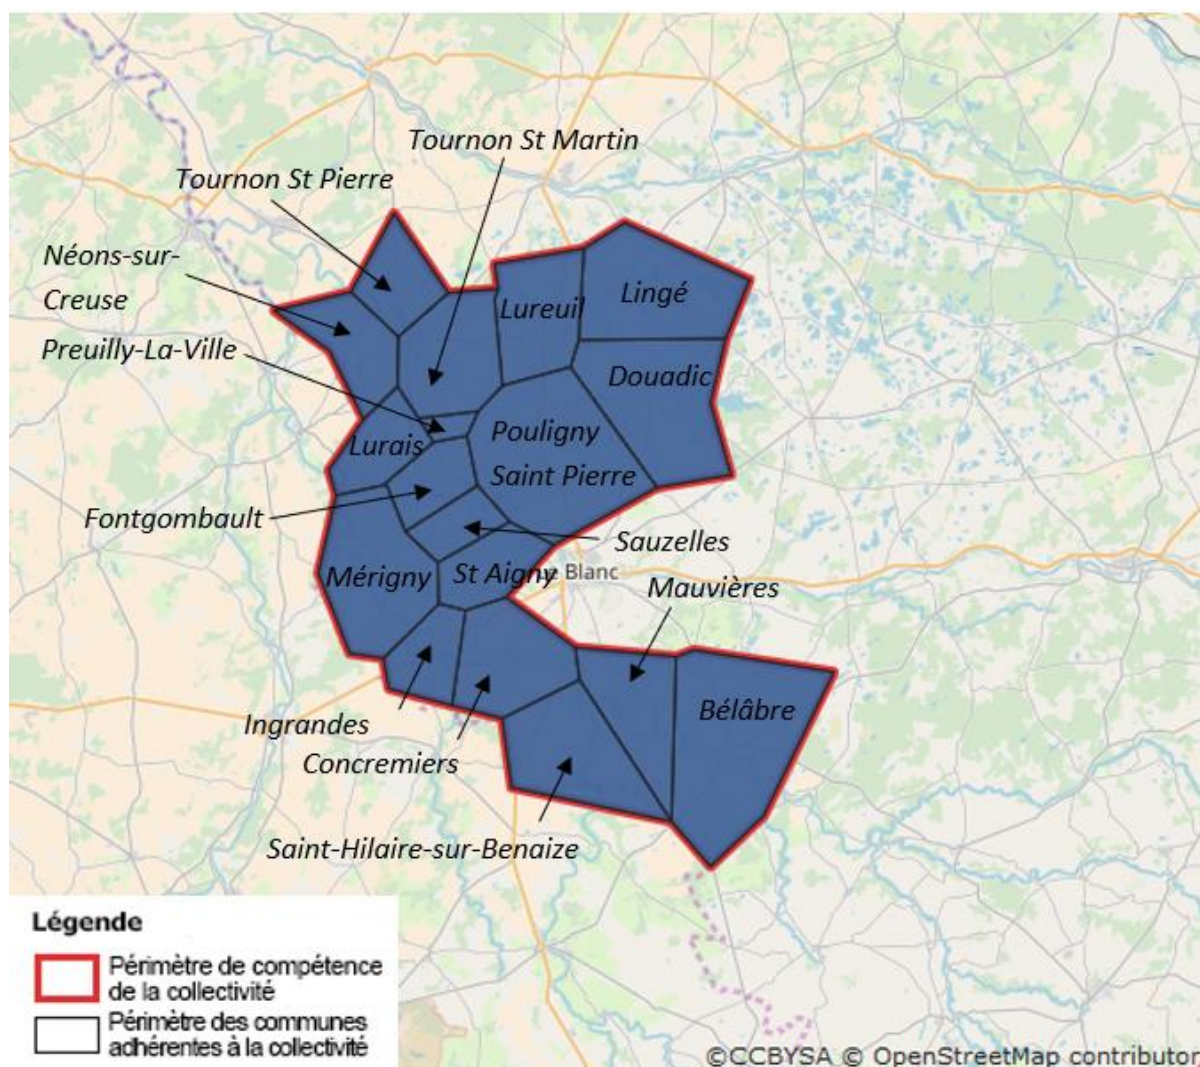 Tournon St Martin
Tournon St Pierre
Néons-sur-
Creuse
Lureuil
Lingé
Preuilly-La-Ville
Douadic
Lurais
Pouligny
Saint Pierre
Fontgombault
Sauzelles
Mérigny
St Aigny
Blanc
Mauvières
Ingrandes
Bélâbre
Concremiers
Saint-Hilaire-sur-Benaize
Légende
Périmètre de compétence
de la collectivité
Périmètre des communes
adhérentes à la collectivité
©CCBYSA © OpenStreetMap contributor